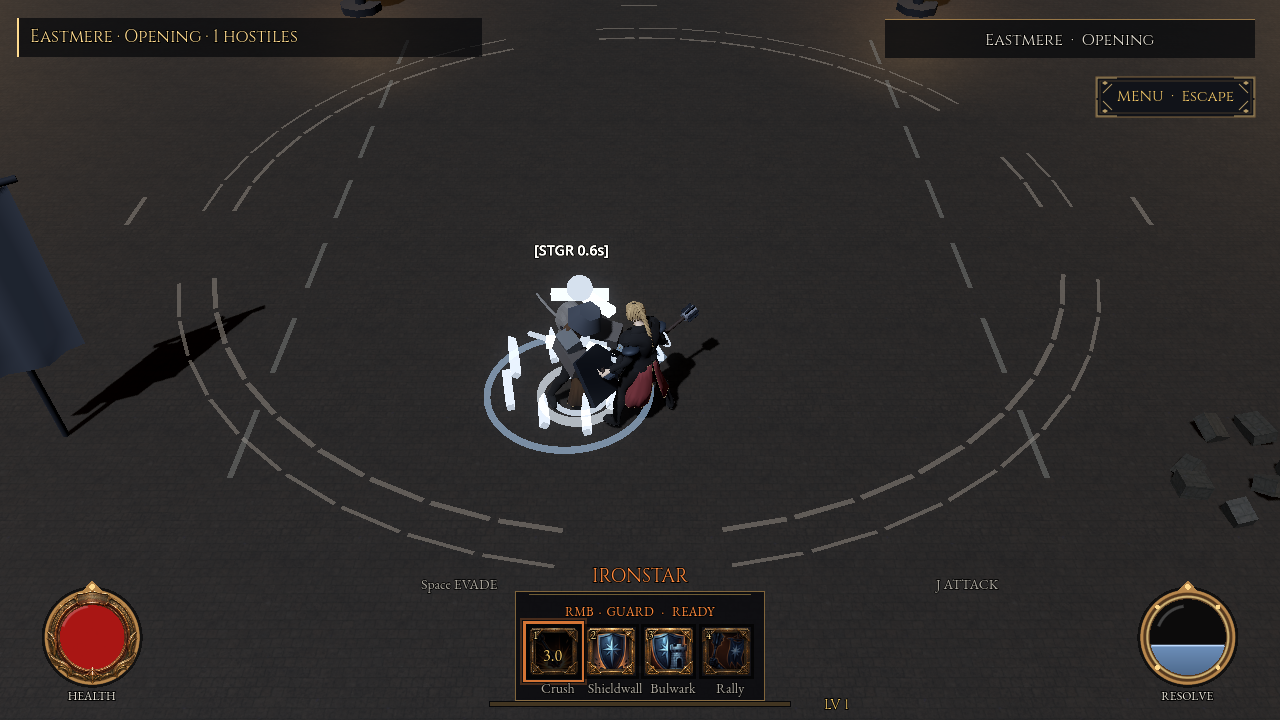 Eastmere · Opening · 1 hostiles
Eastmere · Opening
MENU · Escape
[STGR 0.6s]
IRONSTAR
Space EVADE
J ATTACK
RMB · GUARD · READY
1
2
3
4
3.0
Crush
Shieldwall
Bulwark
Rally
HEALTH
RESOLVE
LV 1